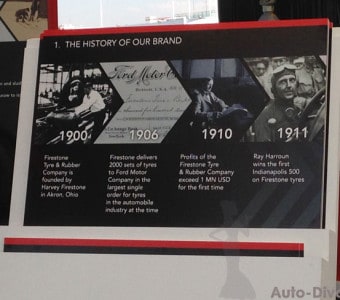 1. THE HISTORY OF OUR BRAND
Ford Motor Co
1900
1906
1910
1911
Firestone
Tyre & Rubber
Company is
founded by
Harvey Firestone
in Akron, Ohio
Firestone delivers
2000 sets of tyres
to Ford Motor
Company in the
largest single
order for tyres
in the automobile
industry at the time
Profits of the
Firestone Tyre
& Rubber Company
exceed 1 MN USD
for the first time
Ray Harroun
wins the first
Indianapolis 500
on Firestone tyres
Auto-Div